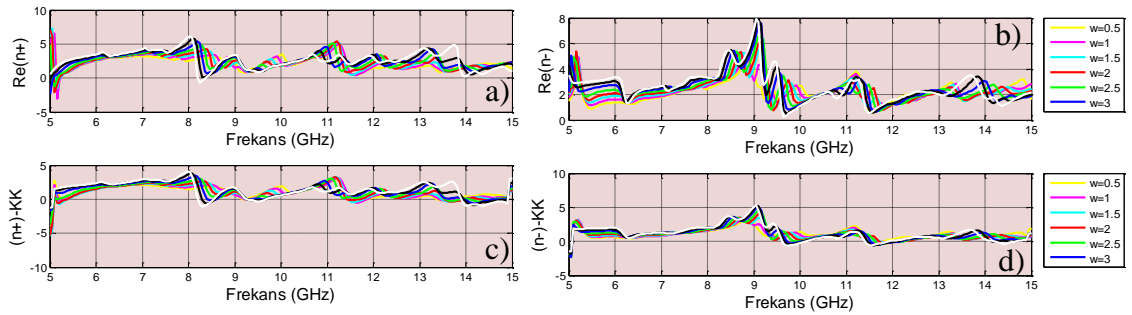 10
5
0
-5
Re(n+)
a)
5 6 7 8 9 10 11 12 13 14 15
Frekans (GHz)
8
6
4
2
0
Re(n-)
b)
5 6 7 8 9 10 11 12 13 14 15
Frekans (GHz)
w=0.5
w=1
w=1.5
w=2
w=2.5
w=3
5
0
-5
-10
(n+)-KK
c)
5 6 7 8 9 10 11 12 13 14 15
Frekans (GHz)
10
5
0
-5
(n-)-KK
d)
5 6 7 8 9 10 11 12 13 14 15
Frekans (GHz)
w=0.5
w=1
w=1.5
w=2
w=2.5
w=3